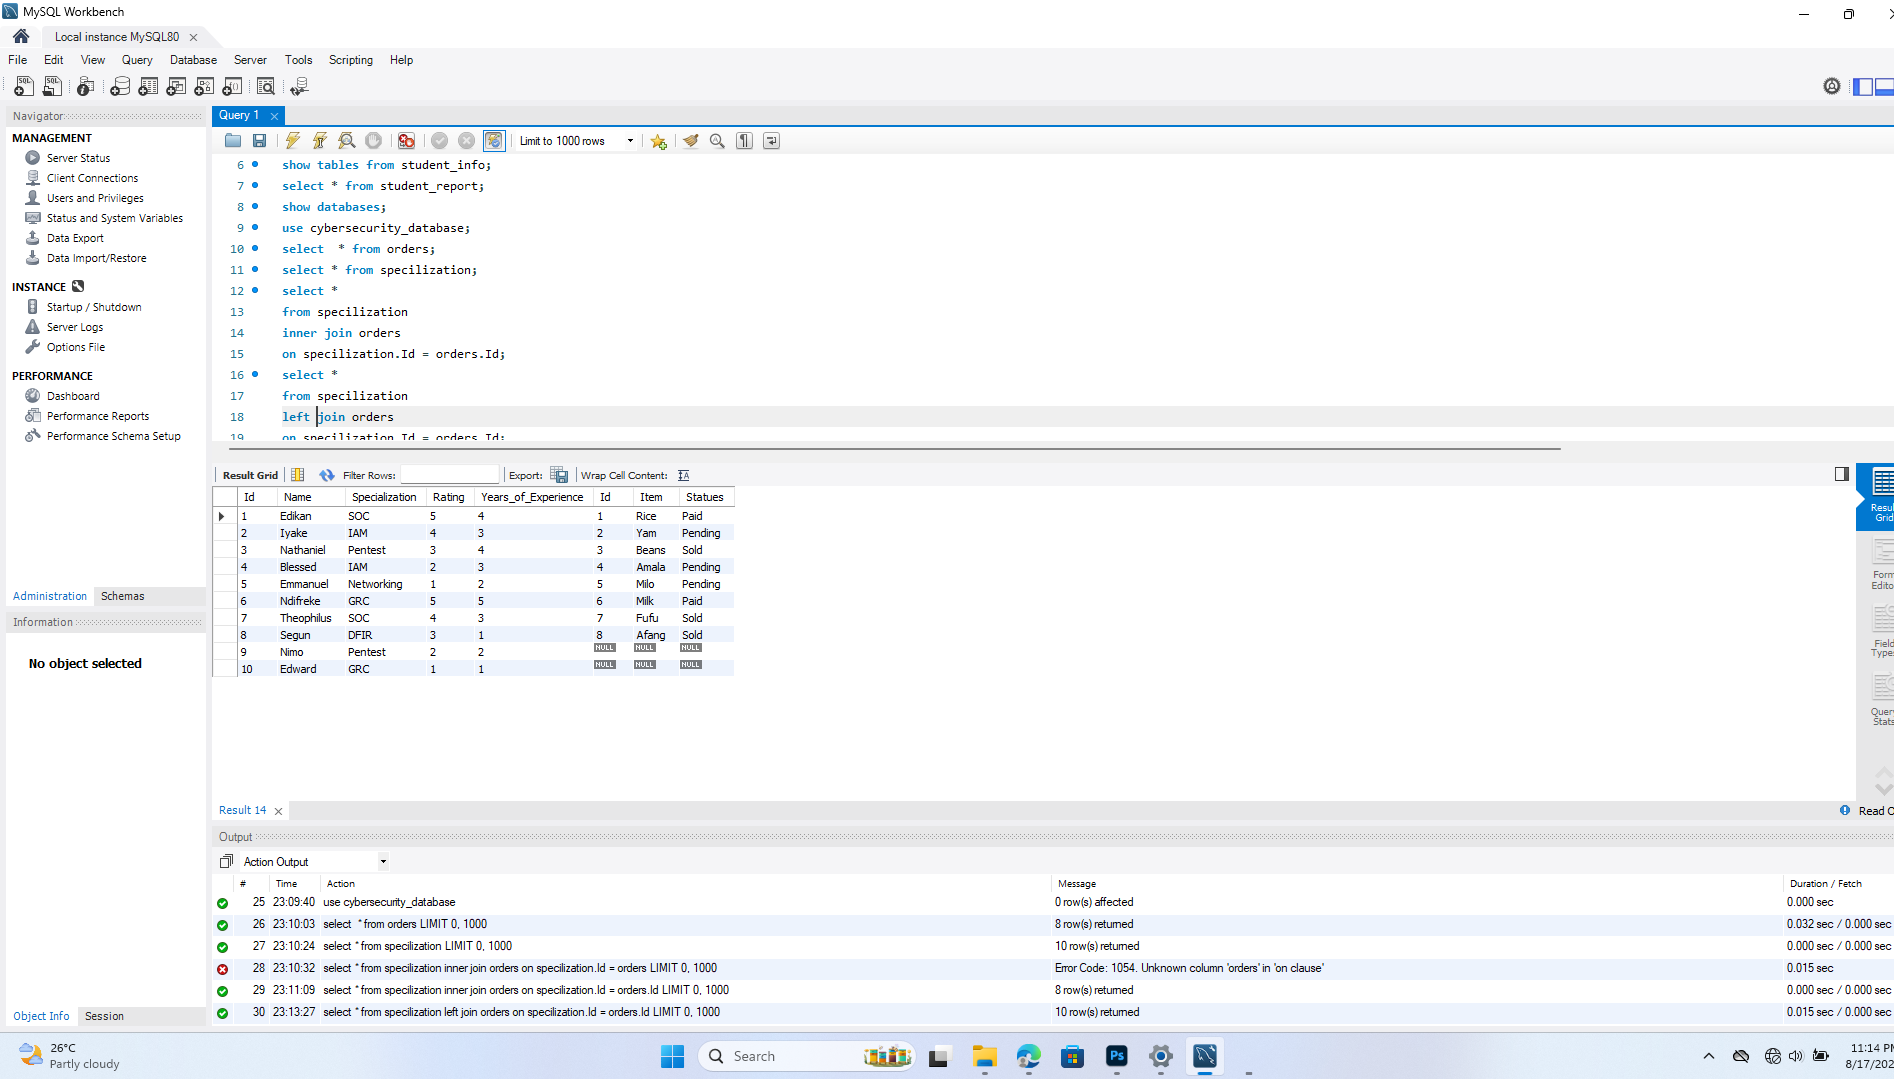 MySQL Workbench
Local instance MySQL80
File Edit View Query Database Server Tools Scripting Help
Navigator
MANAGEMENT
Server Status
Client Connections
Users and Privileges
Status and System Variables
Data Export
Data Import/Restore
INSTANCE
Startup / Shutdown
Server Logs
Options File
PERFORMANCE
Dashboard
Performance Reports
Performance Schema Setup
Administration Schemas
Information
No object selected
Object Info Session
Query 1
Limit to 1000 rows
6 show tables from student_info;
7 select * from student_report;
8 show databases;
9 use cybersecurity_database;
10 select  * from orders;
11 select * from specilization;
12 select *
13 from specilization
14 inner join orders
15 on specilization.Id = orders.Id;
16 select *
17 from specilization
18 left join orders
19 on specilization.Id = orders.Id;
Result Grid Filter Rows: Export: Wrap Cell Content:
Id Name Specialization Rating Years_of_Experience Id Item Statues
1 Edikan SOC 5 4 1 Rice Paid
2 Iyake IAM 4 3 2 Yam Pending
3 Nathaniel Pentest 3 4 3 Beans Sold
4 Blessed IAM 2 3 4 Amala Pending
5 Emmanuel Networking 1 2 5 Milo Pending
6 Ndifreke GRC 5 5 6 Milk Paid
7 Theophilus SOC 4 3 7 Fufu Sold
8 Segun DFIR 3 1 8 Afang Sold
9 Nimo Pentest 2 2 NULL NULL NULL
10 Edward GRC 1 1 NULL NULL NULL
Resul
Grid
Form
Edito
Field
Types
Query
Stats
Result 14
Read O
Output
Action Output
# Time Action Message Duration / Fetch
25 23:09:40 use cybersecurity_database 0 row(s) affected 0.000 sec
26 23:10:03 select  * from orders LIMIT 0, 1000 8 row(s) returned 0.032 sec / 0.000 sec
27 23:10:24 select * from specilization LIMIT 0, 1000 10 row(s) returned 0.000 sec / 0.000 sec
28 23:10:32 select * from specilization inner join orders on specilization.Id = orders LIMIT 0, 1000 Error Code: 1054. Unknown column 'orders' in 'on clause' 0.015 sec
29 23:11:09 select * from specilization inner join orders on specilization.Id = orders.Id LIMIT 0, 1000 8 row(s) returned 0.000 sec / 0.000 sec
30 23:13:27 select * from specilization left join orders on specilization.Id = orders.Id LIMIT 0, 1000 10 row(s) returned 0.015 sec / 0.000 sec
26°C
Partly cloudy
Search
Ps
11:14 PM
8/17/202